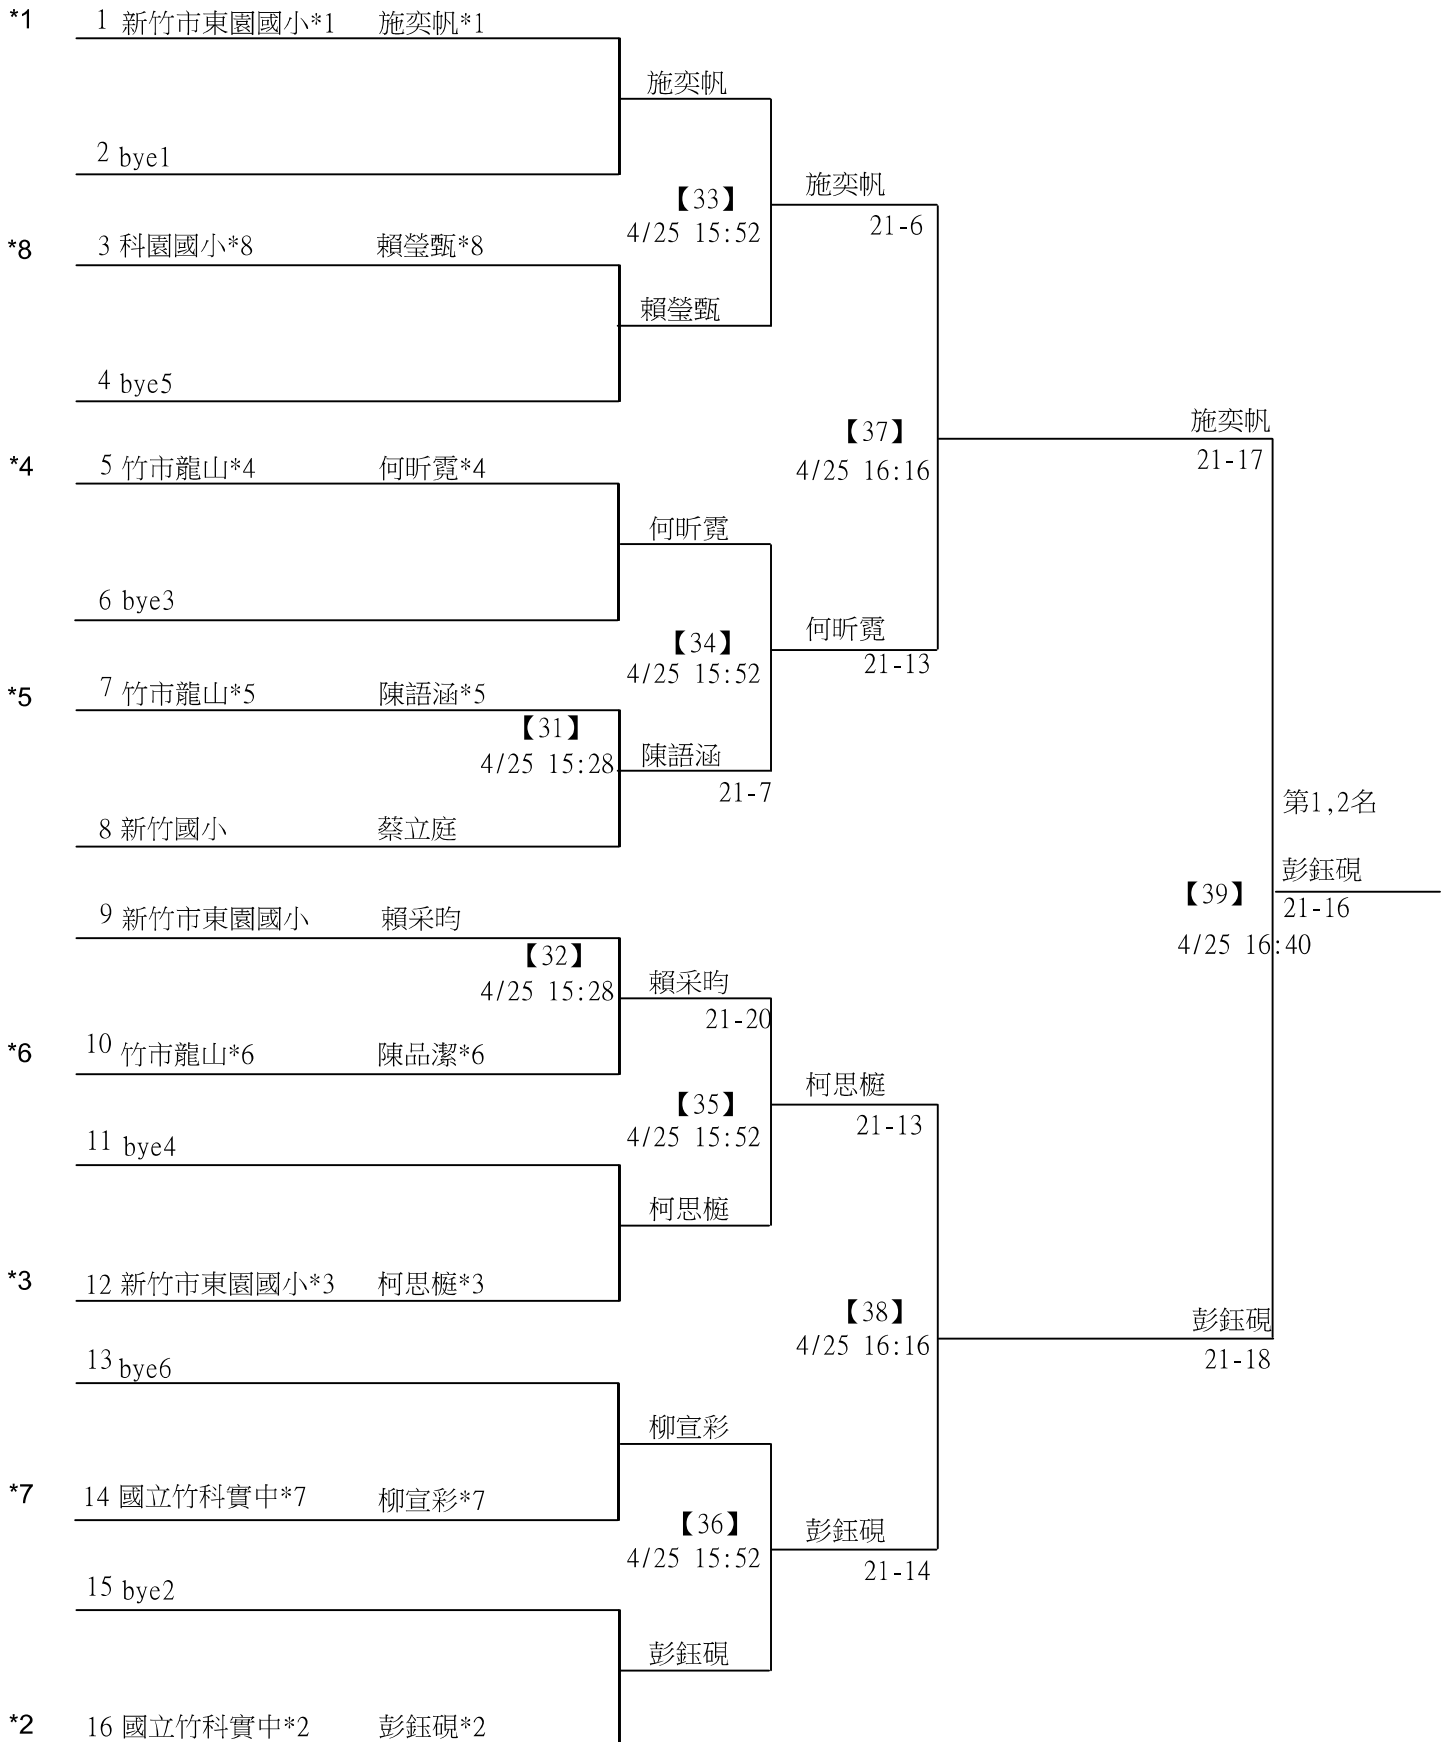 *1 1 新竹市東園國小*1 施奕帆*1
施奕帆
2 bye1
施奕帆
【33】
21-6
4/25 15:52
*8 3 科園國小*8 賴瑩甄*8
賴瑩甄
4 bye5
施奕帆
【37】
21-17
*4 5 竹市龍山*4 何昕霓*4
4/25 16:16
何昕霓
6 bye3
何昕霓
【34】
21-13
4/25 15:52
*5 7 竹市龍山*5 陳語涵*5
【31】
陳語涵
4/25 15:28
21-7
第1,2名
8 新竹國小 蔡立庭
彭鈺硯
【39】
21-16
9 新竹市東園國小 賴采昀
4/25 16:40
【32】
賴采昀
4/25 15:28
21-20
*6 10 竹市龍山*6 陳品潔*6
柯思榳
【35】
21-13
4/25 15:52
11 bye4
柯思榳
*3 12 新竹市東園國小*3 柯思榳*3
【38】
彭鈺硯
4/25 16:16
21-18
13 bye6
柳宣彩
*7 14 國立竹科實中*7 柳宣彩*7
【36】
彭鈺硯
4/25 15:52
21-14
15 bye2
彭鈺硯
*2 16 國立竹科實中*2 彭鈺硯*2